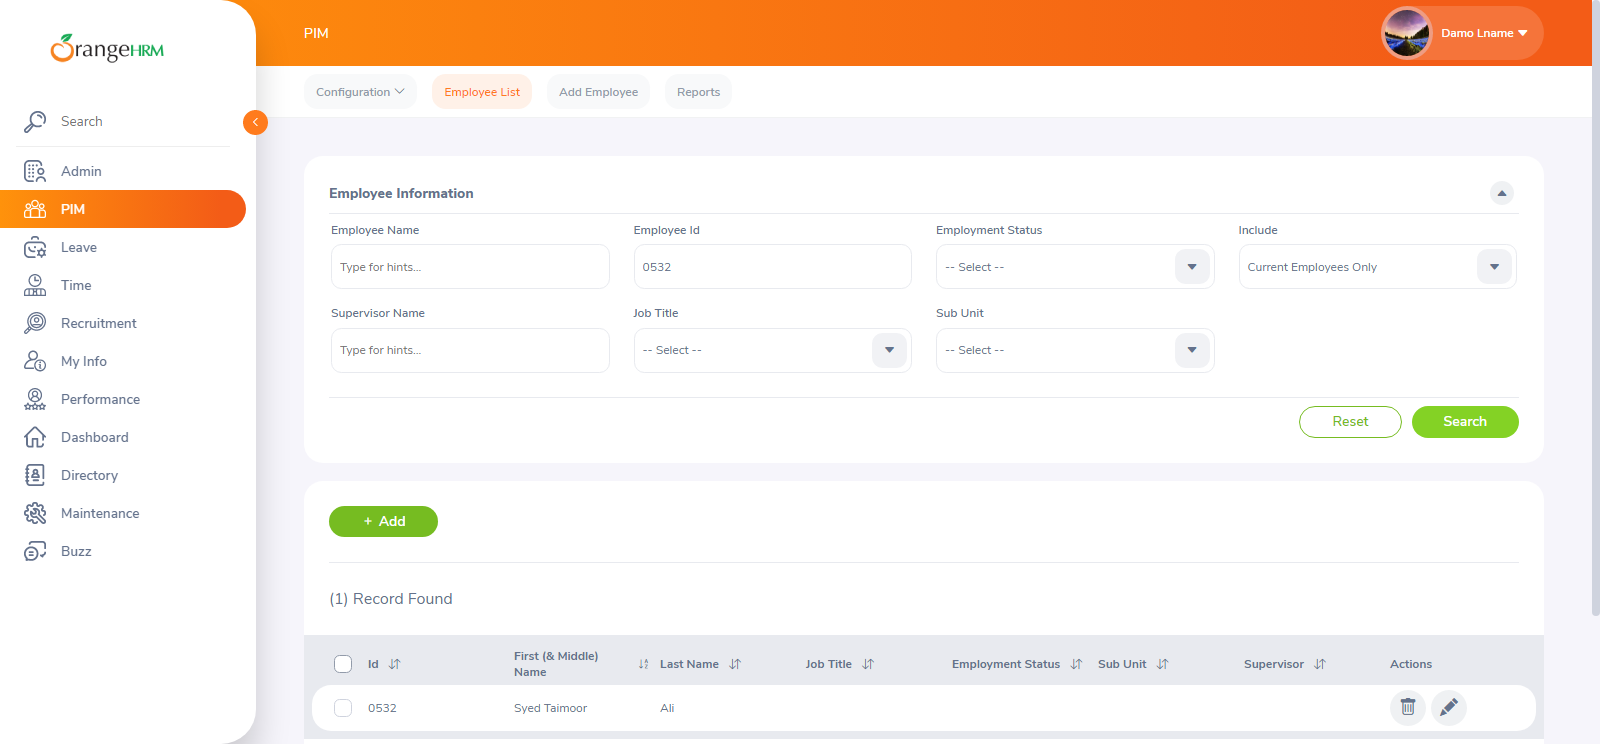 OrangeHRM
PIM
Damo Lname
Configuration
Employee List
Add Employee
Reports
Search
Admin
PIM
Leave
Time
Recruitment
My Info
Performance
Dashboard
Directory
Maintenance
Buzz
Employee Information
Employee Name
Employee Id
Employment Status
Include
Type for hints...
0532
-- Select --
Current Employees Only
Supervisor Name
Job Title
Sub Unit
Type for hints...
-- Select --
-- Select --
Reset
Search
+ Add
(1) Record Found
Id
First (& Middle)
Name
Last Name
Job Title
Employment Status
Sub Unit
Supervisor
Actions
0532
Syed Taimoor
Ali